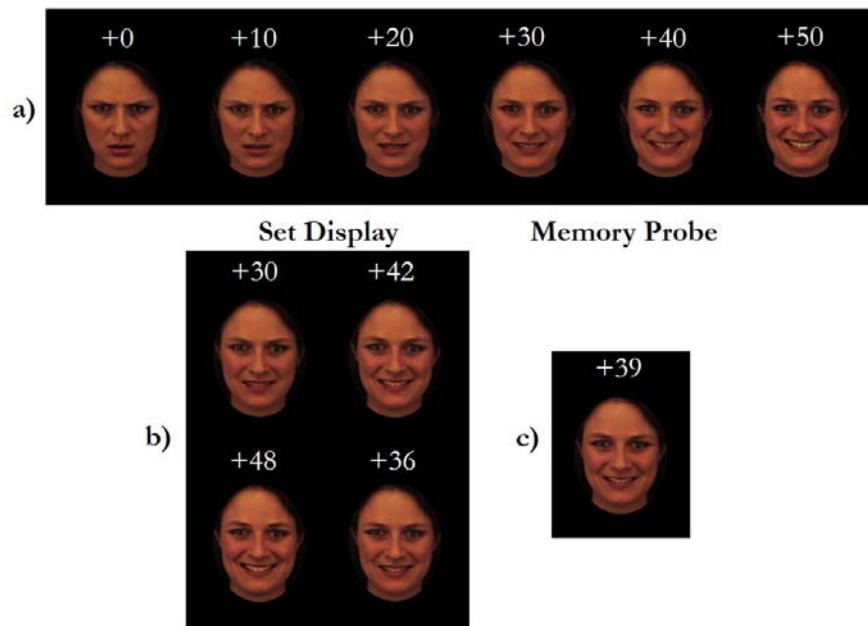 +0 +10 +20 +30 +40 +50
a)
Set Display Memory Probe
+30 +42
+39
b) c)
+48 +36